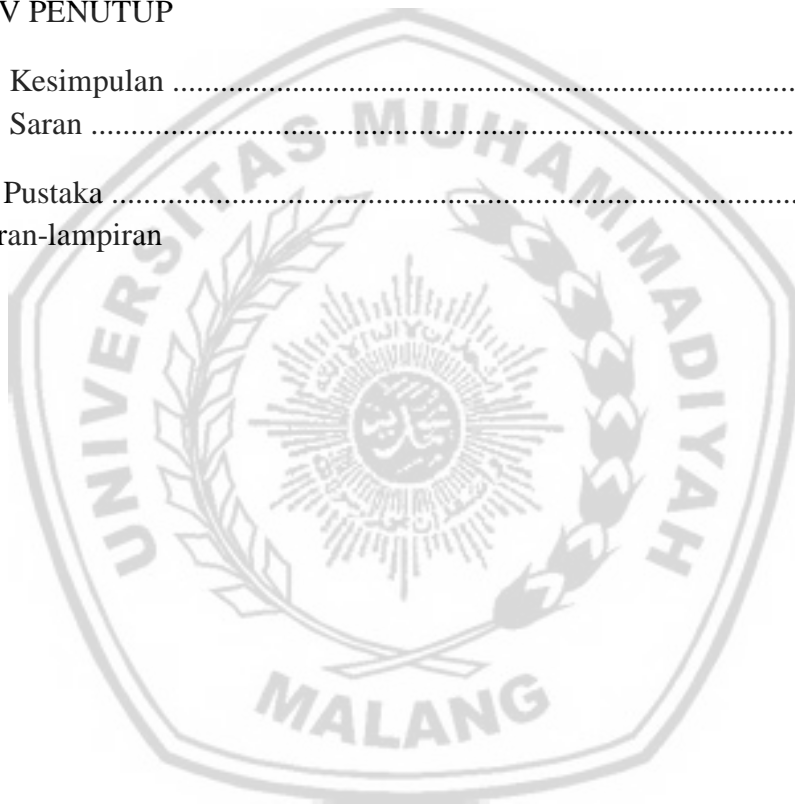 V PENUTUP
Kesimpulan ........................................................................................
Saran ........................................................................................
Pustaka ........................................................................................
ran-lampiran
UNIVERSITAS MUHAMMADIYAH
MALANG